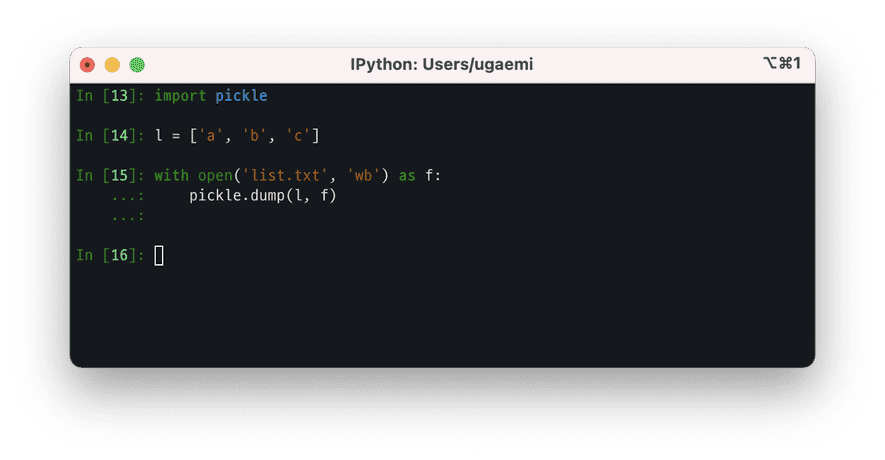 IPython: Users/ugaemi
⌥⌘1
In [13]: import pickle
In [14]: l = ['a', 'b', 'c']
In [15]: with open('list.txt', 'wb') as f:
    ...:     pickle.dump(l, f)
    ...:
In [16]: